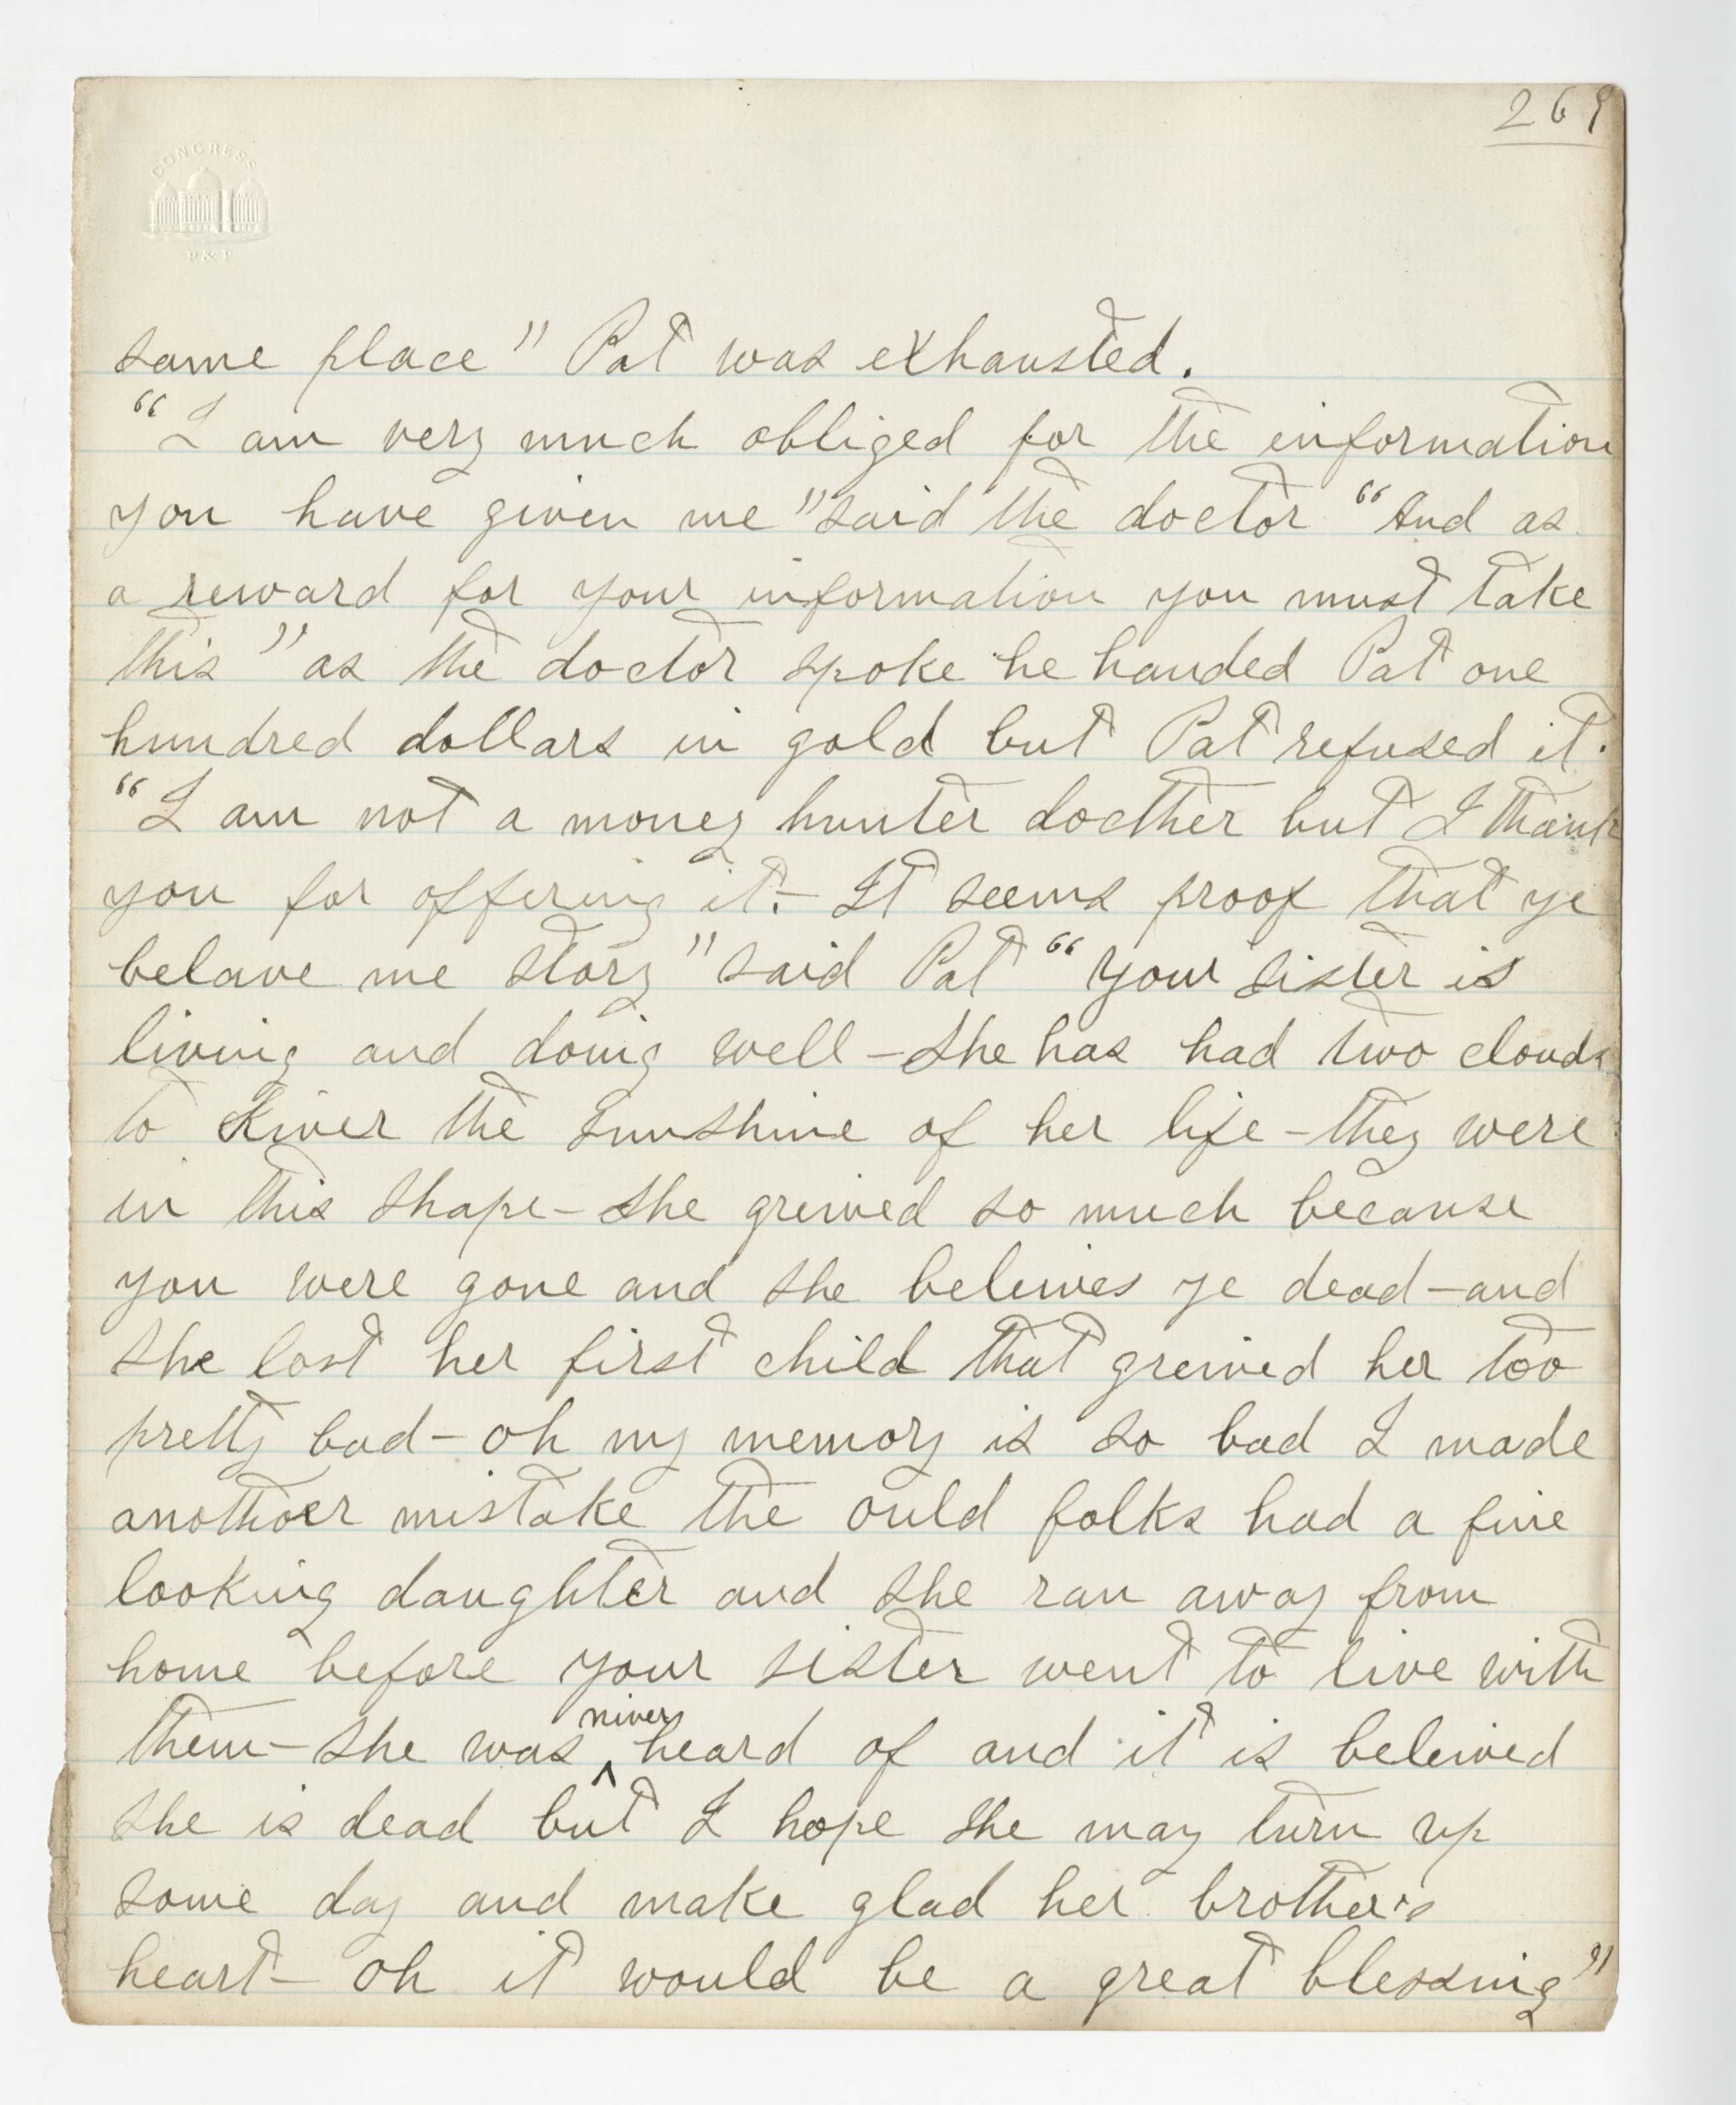 269
CONGRESS
P & P
same place" Pat was exhausted.
"I am very much obliged for the information
you have given me" said the doctor "And as
a reward for your information you must take
this" as the doctor spoke he handed Pat one
hundred dollars in gold but Pat refused it.
"I am not a money hunter docther but I thank
you for offering it.- It seems proof that ye
belave me story" said Pat "your sister is
living and doing well - she has had two clouds
to kiver the sunshine of her life - they were
in this shape - she greived so much because
you were gone and she beleives ye dead - and
she lost her first child that greived her too
pretty bad - oh my memory is so bad I made
another mistake the ould folks had a fine
looking daughter and she ran away from
home before your sister went to live with
them - she was ^niver heard of and it is beleived
she is dead but I hope she may turn up
some day and make glad her brother's
heart - oh it would be a great blessing"